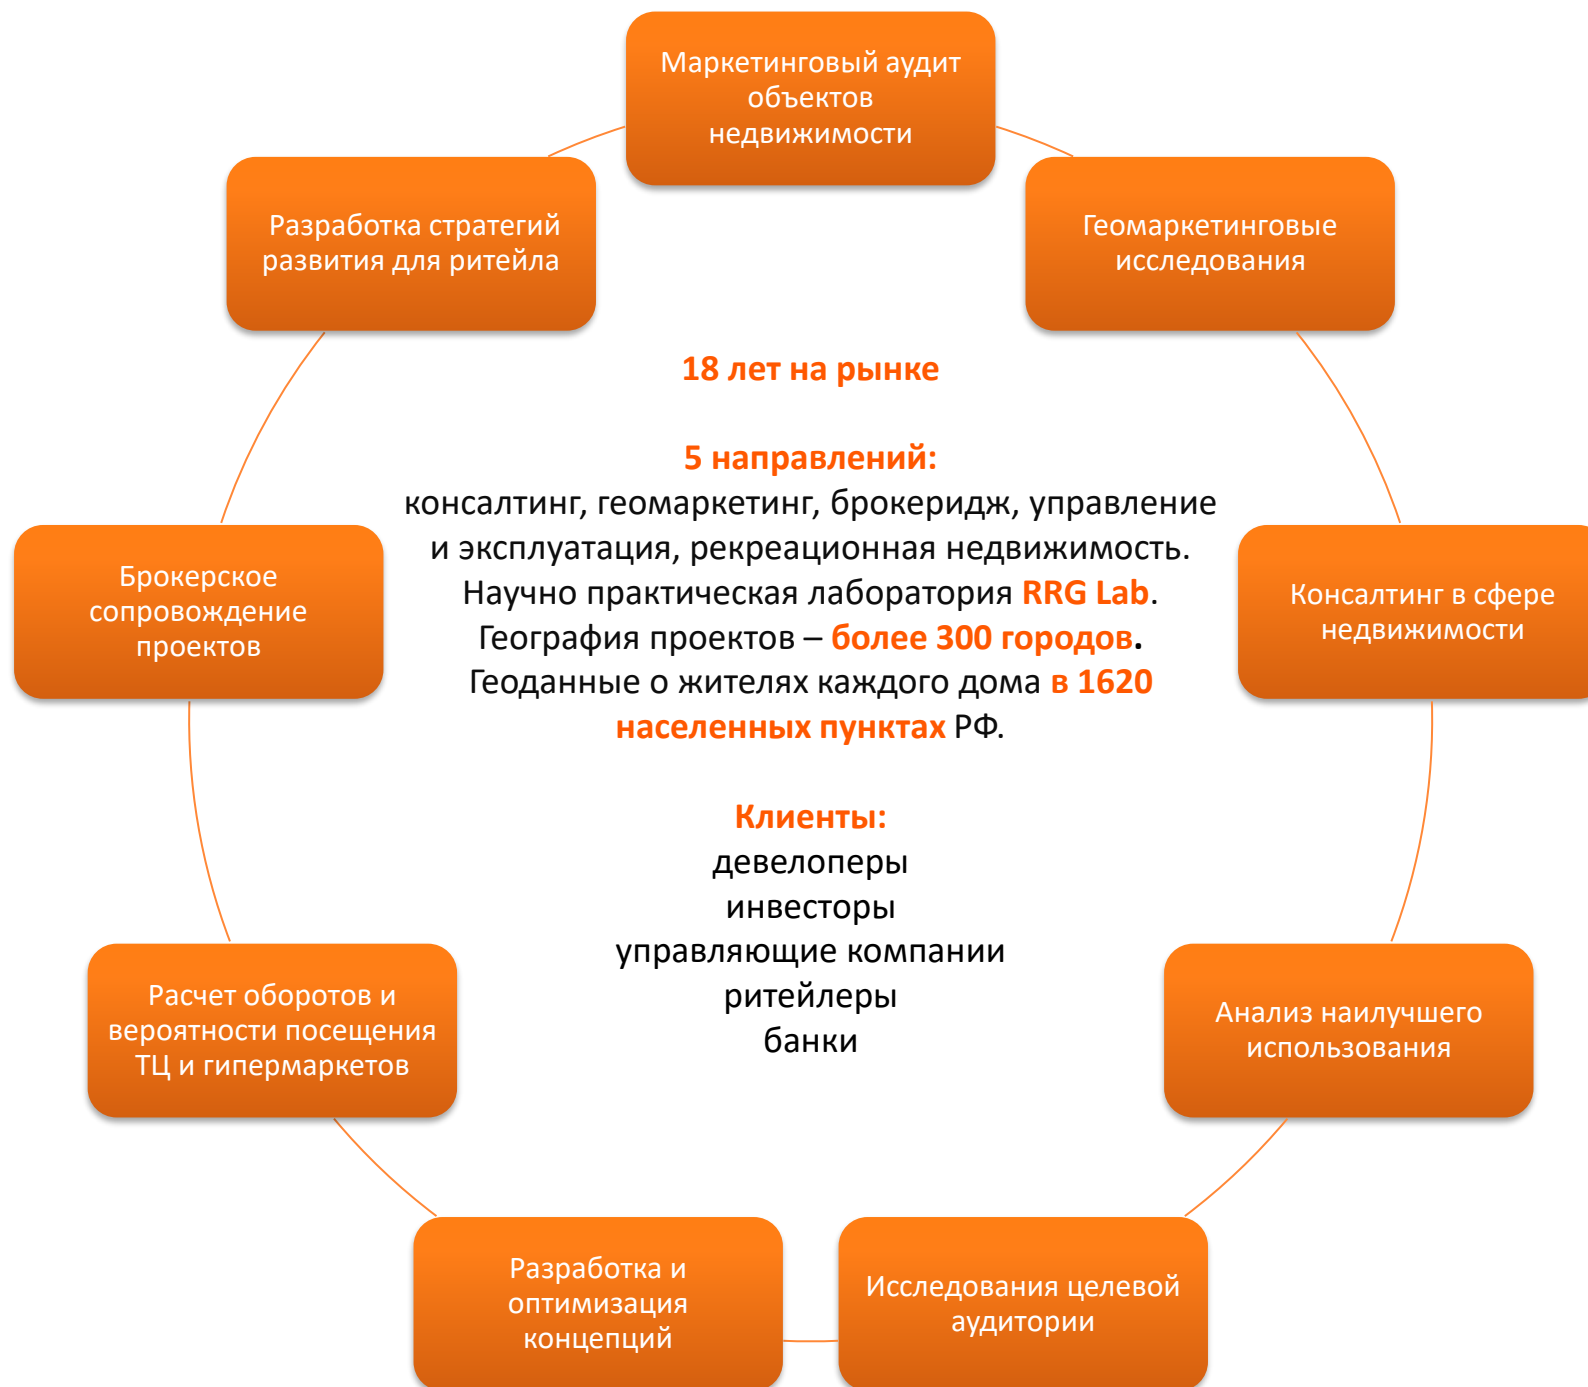 Маркетинговый аудит
объектов
недвижимости
Разработка стратегий
развития для ритейла
Геомаркетинговые
исследования
18 лет на рынке
5 направлений:
консалтинг, геомаркетинг, брокеридж, управление
и эксплуатация, рекреационная недвижимость.
Научно практическая лаборатория RRG Lab.
География проектов – более 300 городов.
Геоданные о жителях каждого дома в 1620
населенных пунктах РФ.
Брокерское
сопровождение
проектов
Консалтинг в сфере
недвижимости
Клиенты:
девелоперы
инвесторы
управляющие компании
ритейлеры
банки
Расчет оборотов и
вероятности посещения
ТЦ и гипермаркетов
Анализ наилучшего
использования
Разработка и
оптимизация
концепций
Исследования целевой
аудитории